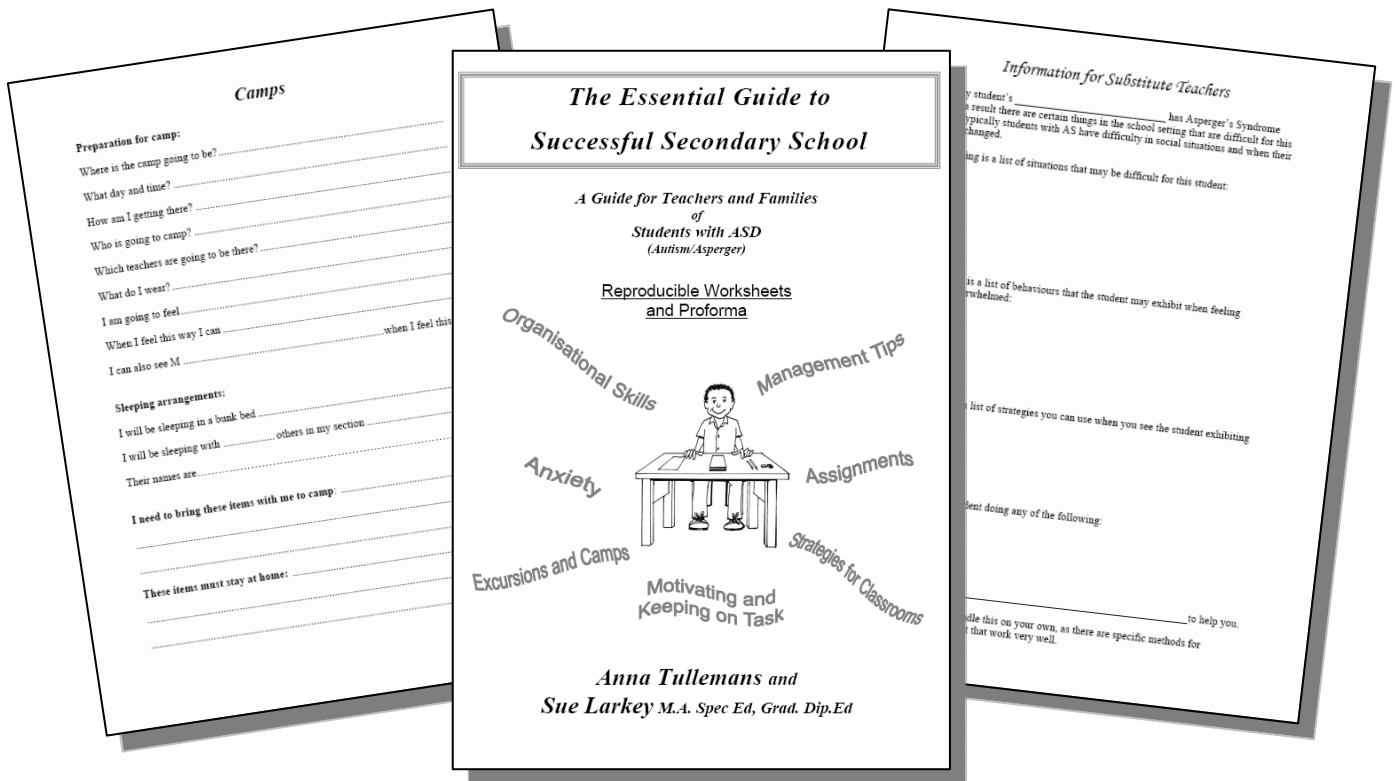 Camps
Preparation for camp:
Where is the camp going to be?
What day and time?
How am I getting there?
Who is going to camp?
Which teachers are going to be there?
What do I wear?
I am going to feel
When I feel this way I can
I can also see M when I feel this
Sleeping arrangements:
I will be sleeping in a bunk bed
I will be sleeping with others in my section
Their names are
I need to bring these items with me to camp:
These items must stay at home:
The Essential Guide to
Successful Secondary School
A Guide for Teachers and Families
of
Students with ASD
(Autism/Asperger)
Reproducible Worksheets
and Proforma
Organisational Skills
Management Tips
Anxiety
Assignments
Excursions and Camps
Strategies for Classrooms
Motivating and
Keeping on Task
Anna Tullemans and
Sue Larkey M.A. Spec Ed, Grad. Dip.Ed
Information for Substitute Teachers
y student's has Asperger's Syndrome
a result there are certain things in the school setting that are difficult for this
ypically students with AS have difficulty in social situations and when their
changed.
ing is a list of situations that may be difficult for this student:
is a list of behaviours that the student may exhibit when feeling
rwhelmed:
list of strategies you can use when you see the student exhibiting
dent doing any of the following:
to help you.
dle this on your own, as there are specific methods for
t that work very well.